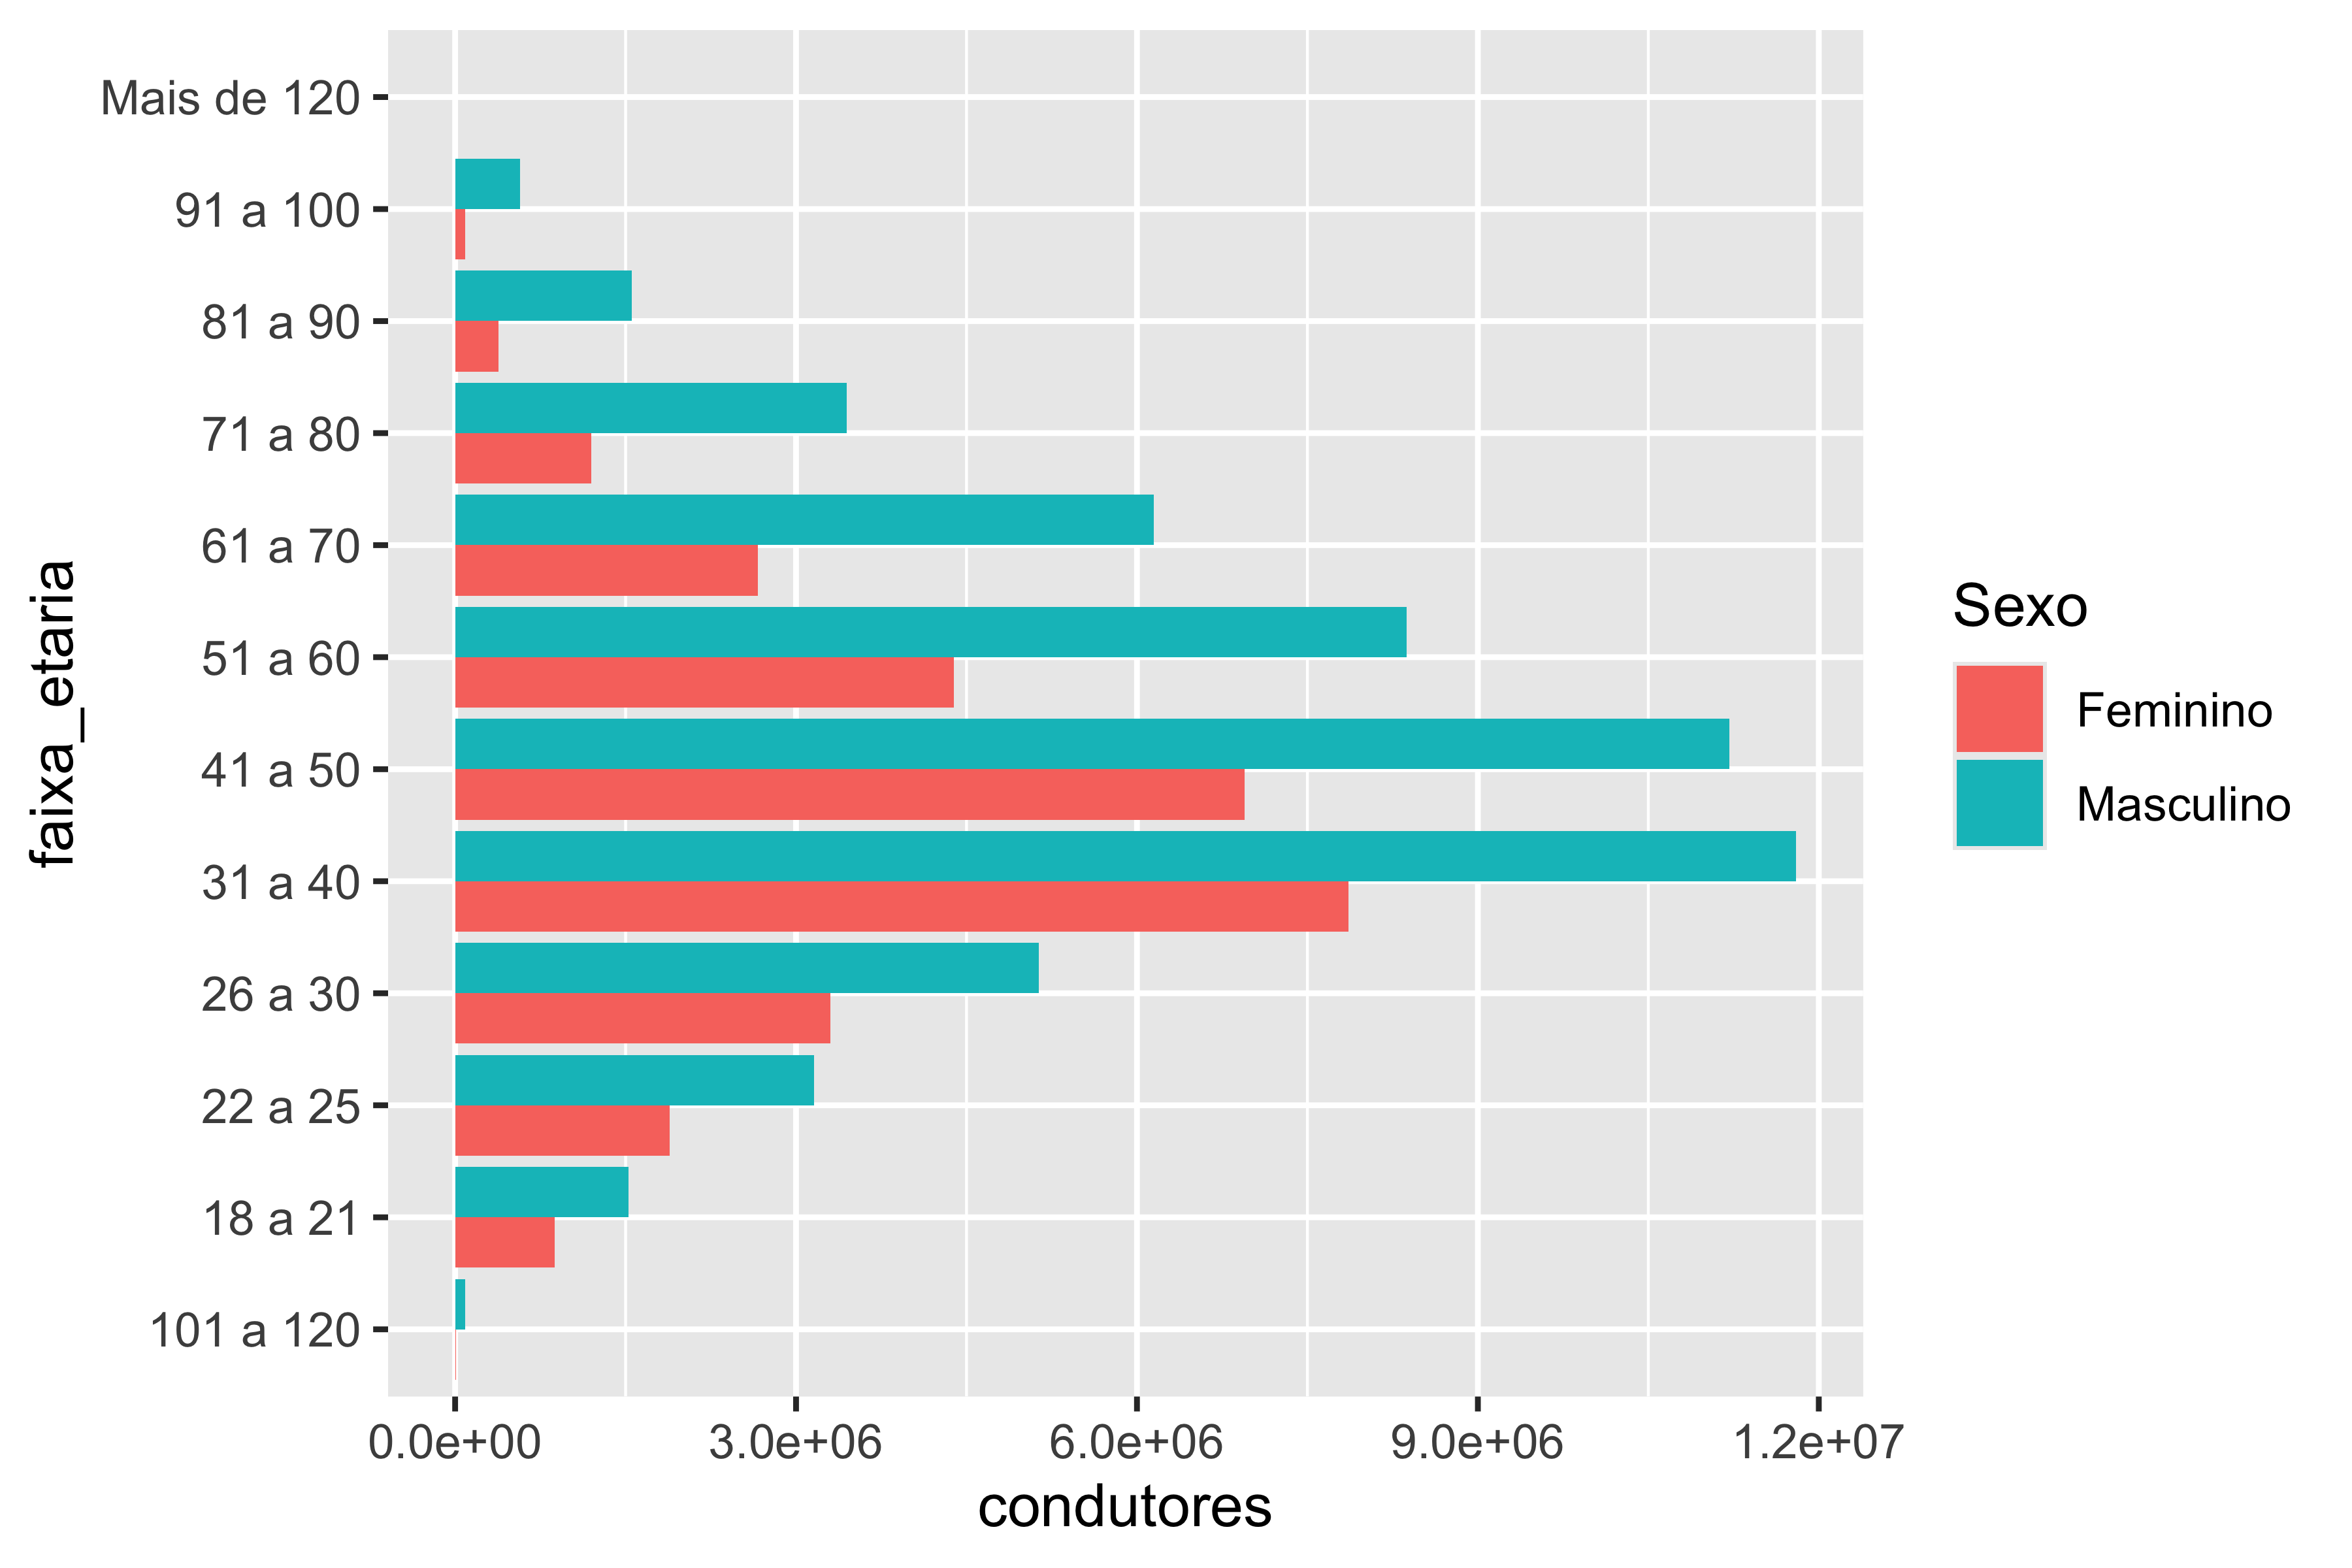 faixa_etaria
Mais de 120
91 a 100
81 a 90
71 a 80
61 a 70
51 a 60
41 a 50
31 a 40
26 a 30
22 a 25
18 a 21
101 a 120
0.0e+00 3.0e+06 6.0e+06 9.0e+06 1.2e+07
condutores
Sexo
Feminino
Masculino